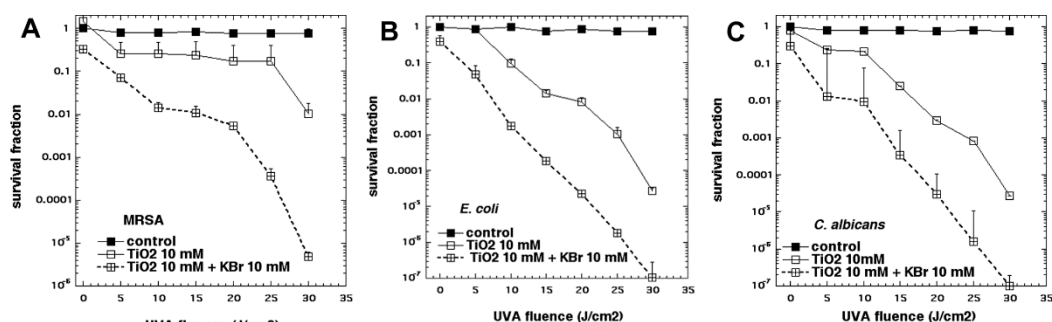 A
survival fraction
1
0.1
0.01
0.001
0.0001
10-5
10-6
MRSA
control
TiO2 10 mM
TiO2 10 mM + KBr 10 mM
0 5 10 15 20 25 30 35
UVA fluence (J/cm2)
B
survival fraction
1
0.1
0.01
0.001
0.0001
10-5
10-6
10-7
E. coli
control
TiO2 10 mM
TiO2 10 mM + KBr 10 mM
0 5 10 15 20 25 30 35
UVA fluence (J/cm2)
C
survival fraction
1
0.1
0.01
0.001
0.0001
10-5
10-6
10-7
C. albicans
control
TiO2 10mM
TiO2 10 mM + KBr 10 mM
0 5 10 15 20 25 30 35
UVA fluence (J/cm2)